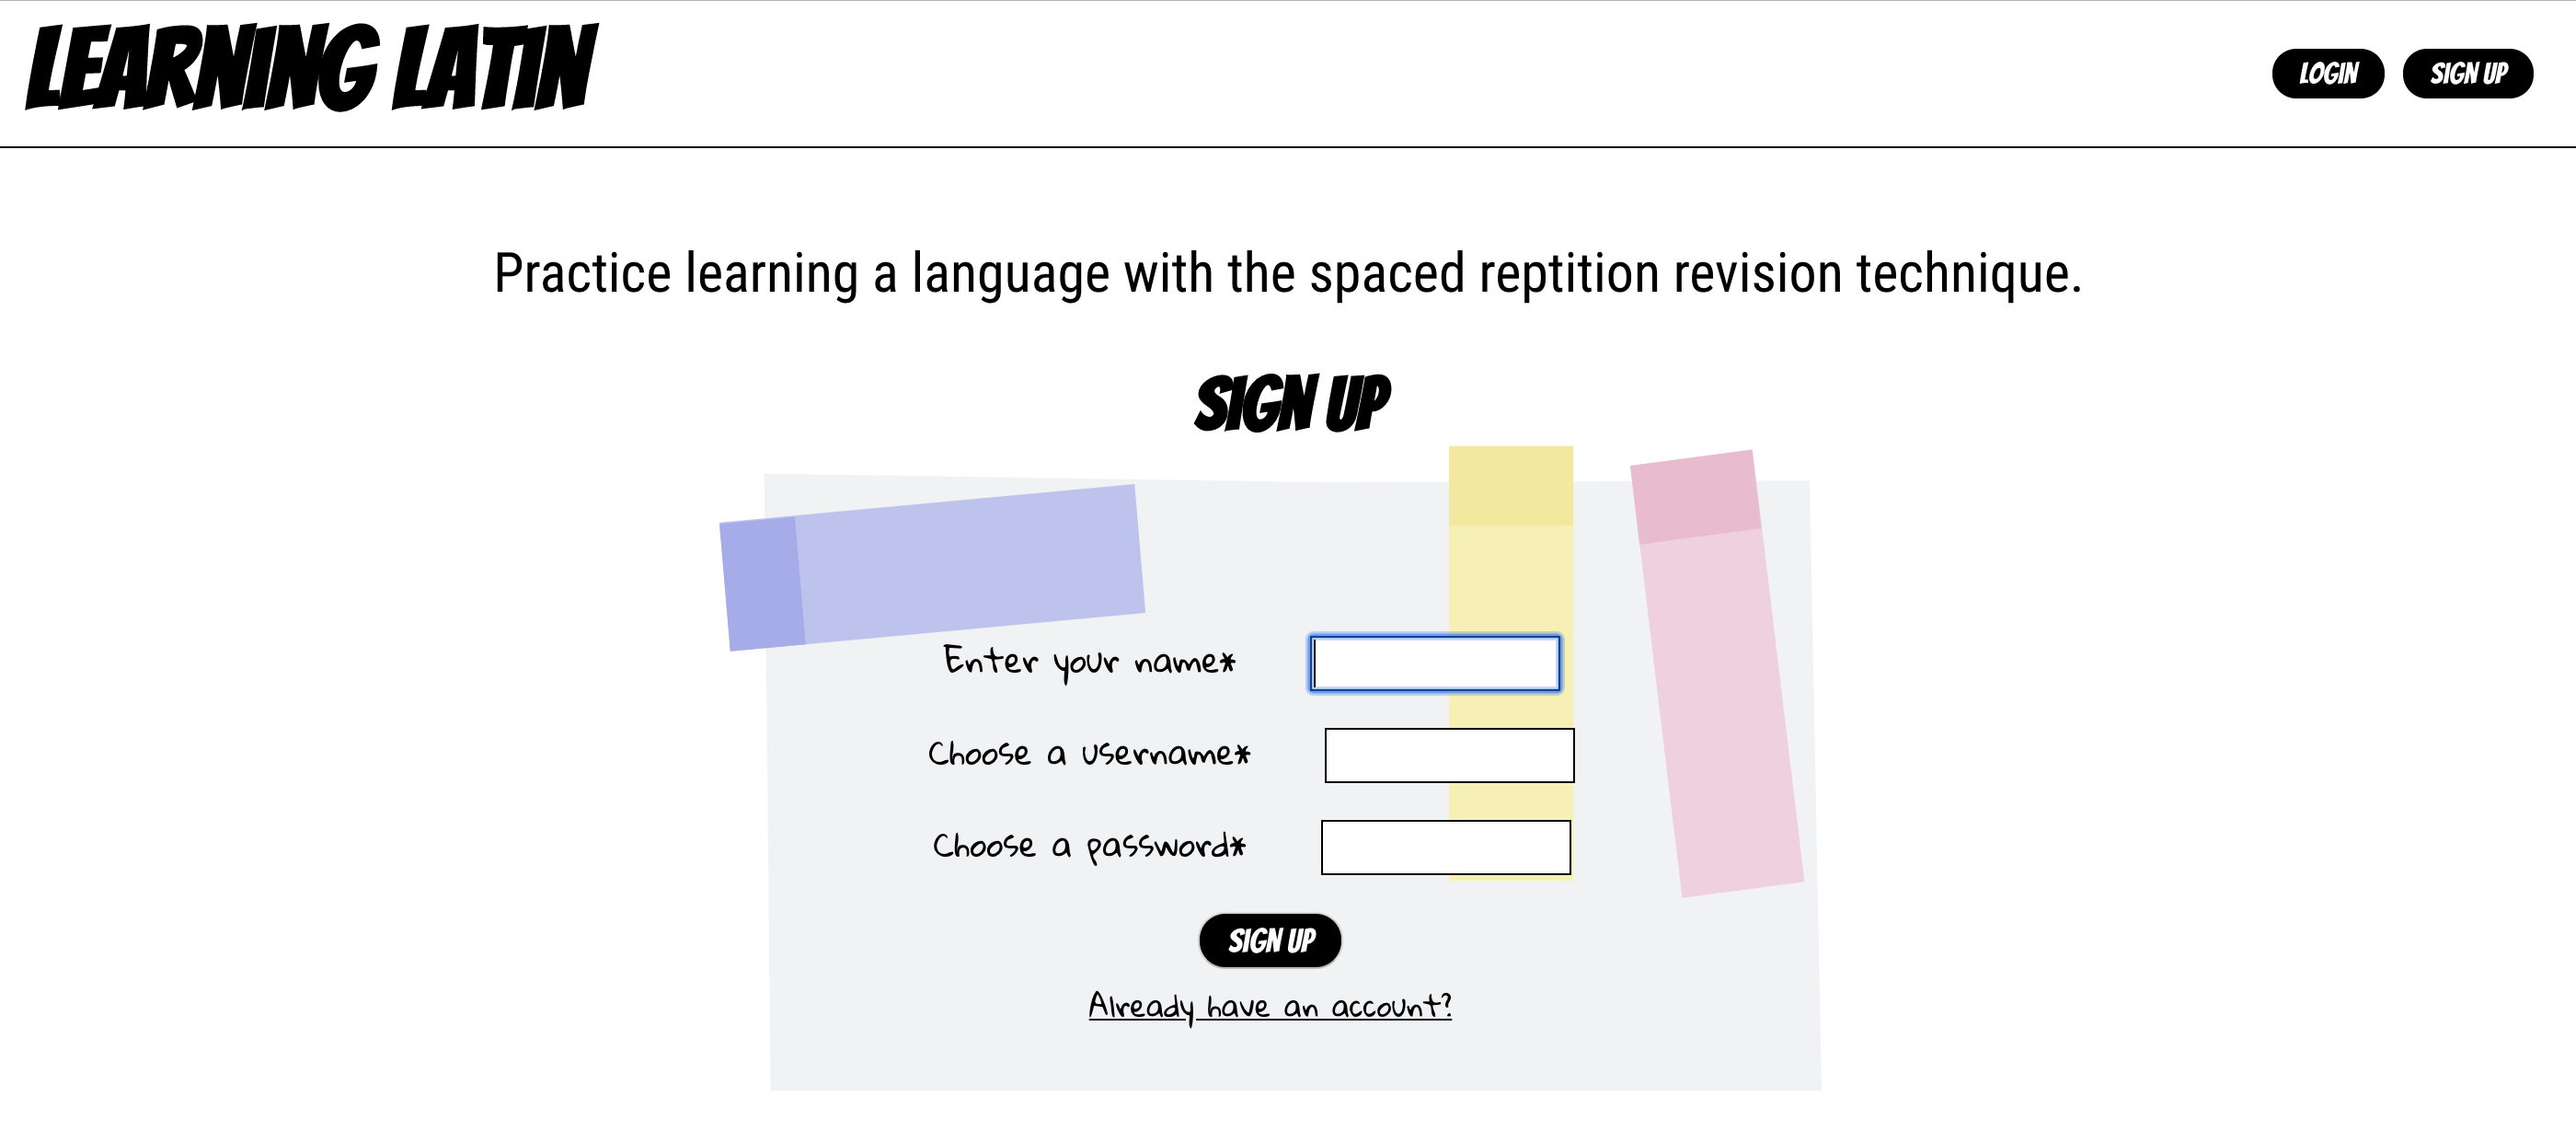 LEARNING LATIN
LOGIN
SIGN UP
Practice learning a language with the spaced reptition revision technique.
SIGN UP
Enter your name*
Choose a username*
Choose a password*
SIGN UP
Already have an account?